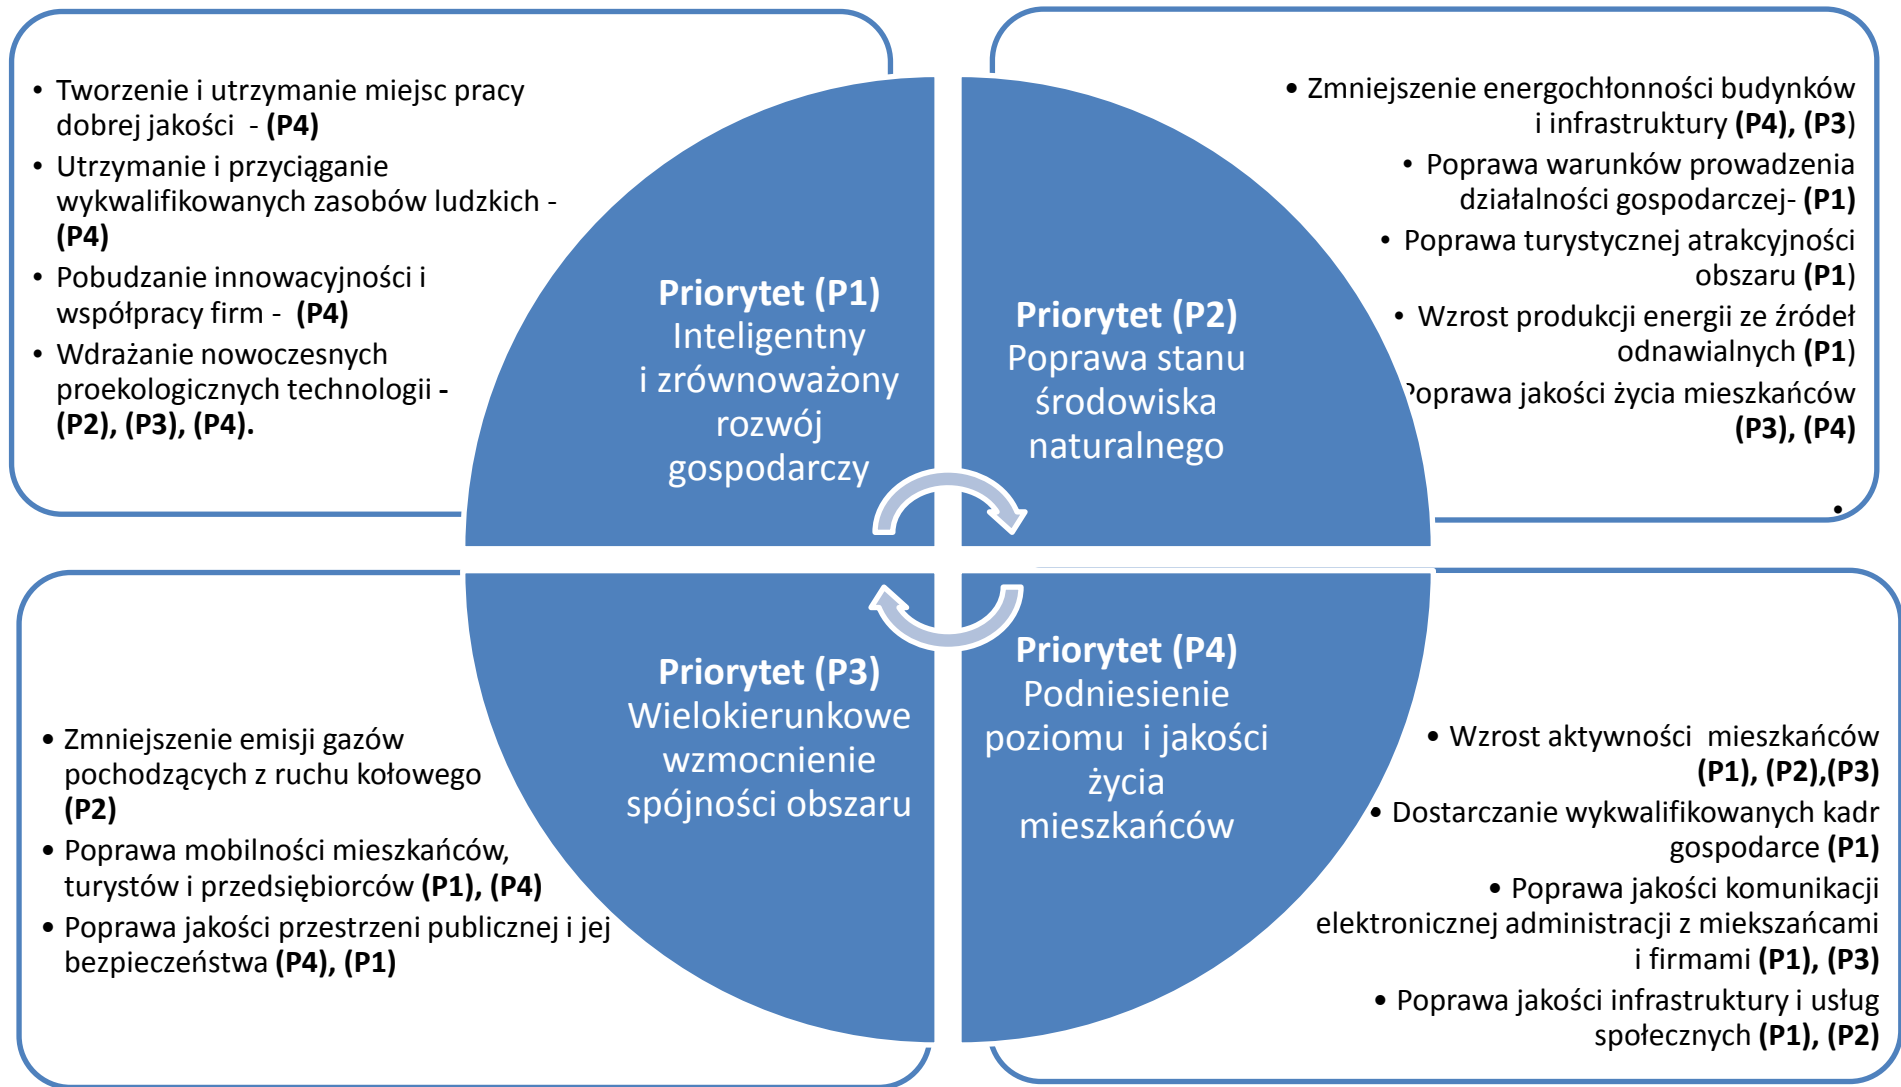 • Tworzenie i utrzymanie miejsc pracy
dobrej jakości - (P4)
• Utrzymanie i przyciąganie
wykwalifikowanych zasobów ludzkich -
(P4)
• Pobudzanie innowacyjności i
współpracy firm - (P4)
• Wdrażanie nowoczesnych
proekologicznych technologii -
(P2), (P3), (P4).
Priorytet (P1)
Inteligentny
i zrównoważony
rozwój
gospodarczy
• Zmniejszenie energochłonności budynków
i infrastruktury (P4), (P3)
• Poprawa warunków prowadzenia
działalności gospodarczej- (P1)
• Poprawa turystycznej atrakcyjności
obszaru (P1)
• Wzrost produkcji energii ze źródeł
odnawialnych (P1)
Poprawa jakości życia mieszkańców
(P3), (P4)
•
Priorytet (P2)
Poprawa stanu
środowiska
naturalnego
• Zmniejszenie emisji gazów
pochodzących z ruchu kołowego
(P2)
• Poprawa mobilności mieszkańców,
turystów i przedsiębiorców (P1), (P4)
• Poprawa jakości przestrzeni publicznej i jej
bezpieczeństwa (P4), (P1)
Priorytet (P3)
Wielokierunkowe
wzmocnienie
spójności obszaru
Priorytet (P4)
Podniesienie
poziomu i jakości
życia
mieszkańców
• Wzrost aktywności mieszkańców
(P1), (P2),(P3)
• Dostarczanie wykwalifikowanych kadr
gospodarce (P1)
• Poprawa jakości komunikacji
elektronicznej administracji z miekszańcami
i firmami (P1), (P3)
• Poprawa jakości infrastruktury i usług
społecznych (P1), (P2)